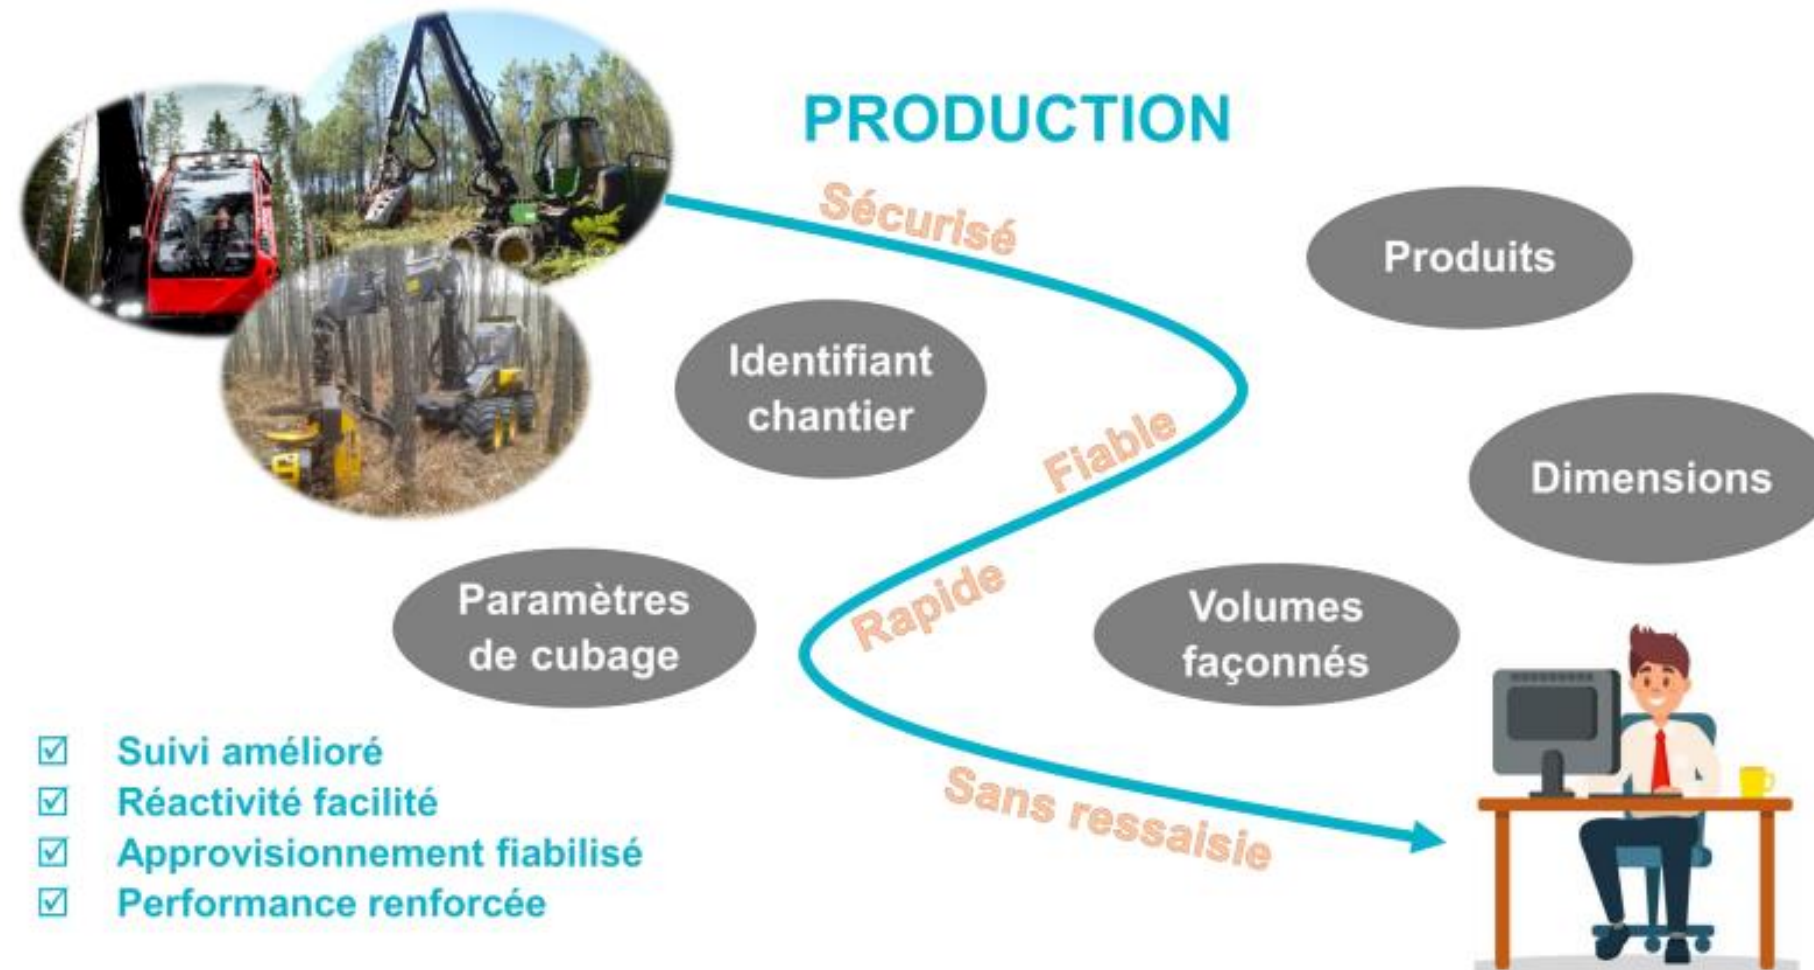 PRODUCTION
Sécurisé
Produits
Identifiant
chantier
Fiable
Dimensions
Rapide
Paramètres
de cubage
Volumes
façonnés
Sans ressaisie
☑ Suivi amélioré
☑ Réactivité facilité
☑ Approvisionnement fiabilisé
☑ Performance renforcée